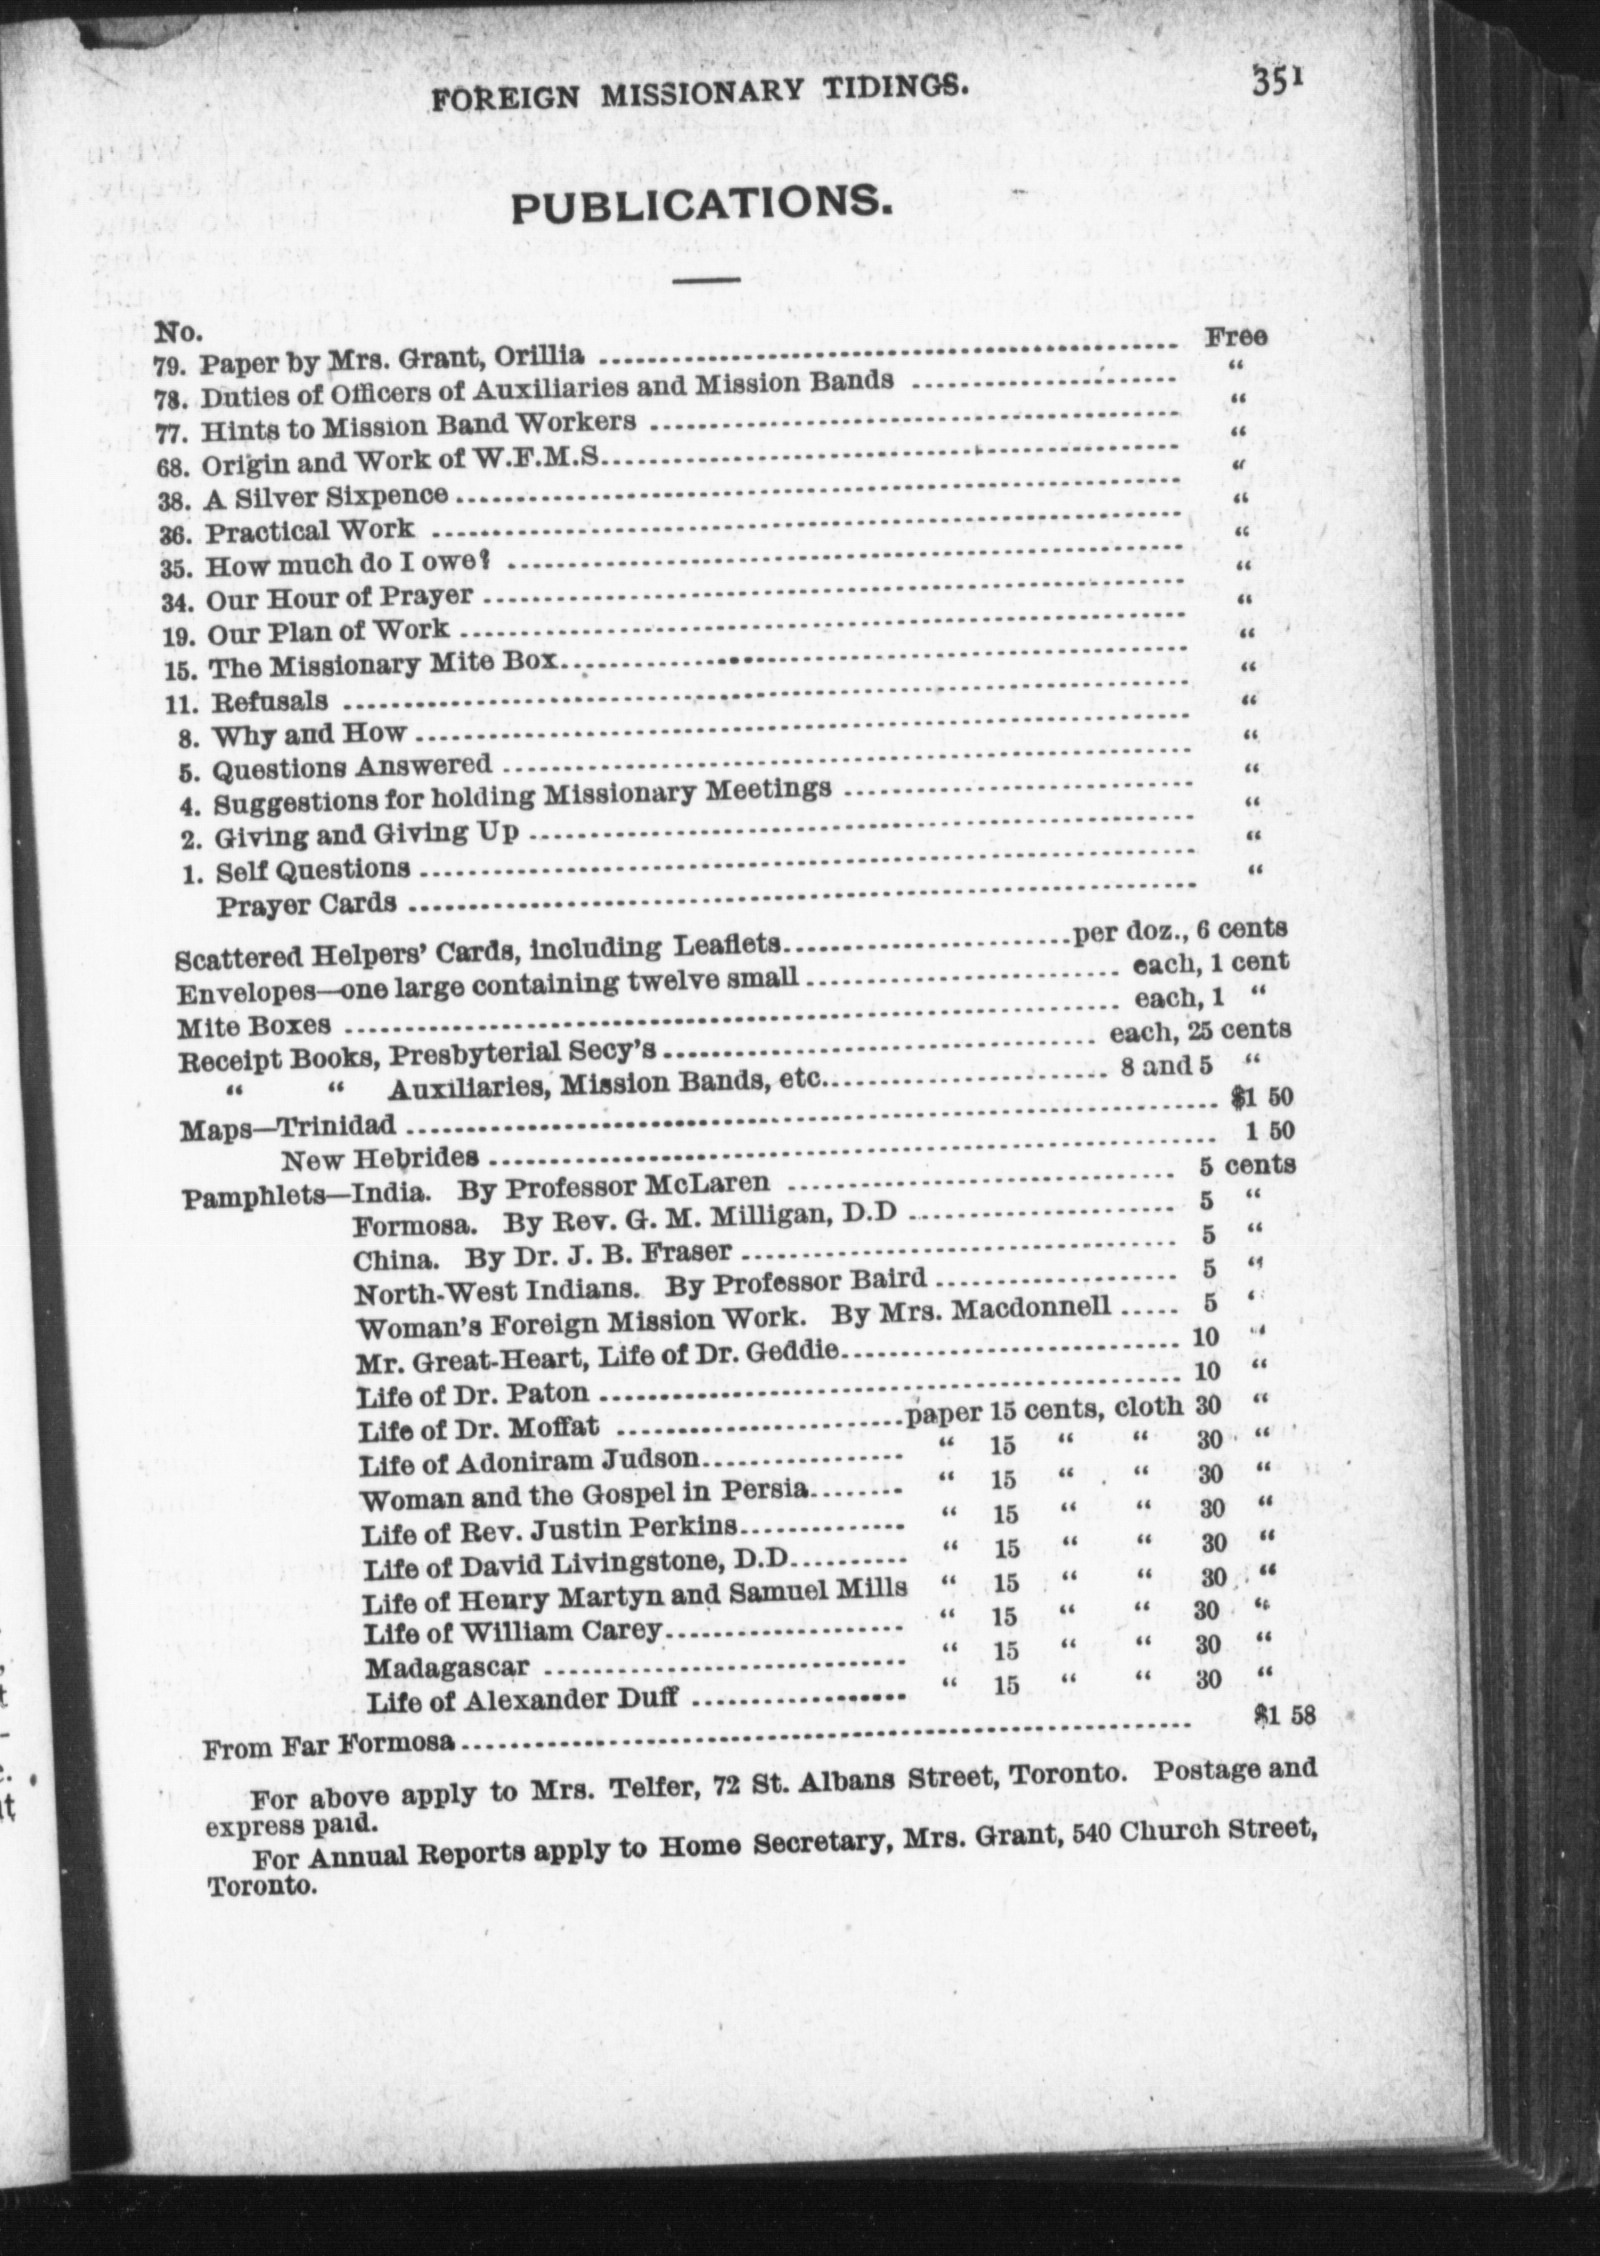 FOREIGN MISSIONARY TIDINGS. 351
PUBLICATIONS.
No.
79. Paper by Mrs. Grant, Orillia ........ Free
78. Duties of Officers of Auxiliaries and Mission Bands ........ “
77. Hints to Mission Band Workers ........ “
68. Origin and Work of W.F.M.S........ “
38. A Silver Sixpence ........ “
36. Practical Work ........ “
35. How much do I owe? ........ “
34. Our Hour of Prayer ........ “
19. Our Plan of Work ........ “
15. The Missionary Mite Box........ “
11. Refusals ........ “
8. Why and How ........ “
5. Questions Answered ........ “
4. Suggestions for holding Missionary Meetings ........ “
2. Giving and Giving Up ........ “
1. Self Questions ........ “
Prayer Cards ........ “
Scattered Helpers’ Cards, including Leaflets........per doz., 6 cents
Envelopes—one large containing twelve small ........ each, 1 cent
Mite Boxes ........ each, 1 “
Receipt Books, Presbyterial Secy’s ........ each, 25 cents
“ “ Auxiliaries, Mission Bands, etc........ 8 and 5 “
Maps—Trinidad ........ $1 50
New Hebrides ........ 1 50
Pamphlets—India. By Professor McLaren ........ 5 cents
Formosa. By Rev. G. M. Milligan, D.D ........ 5 “
China. By Dr. J. B. Fraser ........ 5 “
North-West Indians. By Professor Baird ........ 5 “
Woman’s Foreign Mission Work. By Mrs. Macdonnell ..... 5 “
Mr. Great-Heart, Life of Dr. Geddie........ 10 “
Life of Dr. Paton ........ 10 “
Life of Dr. Moffat ........paper 15 cents, cloth 30 “
Life of Adoniram Judson........ “ 15 “ “ 30 “
Woman and the Gospel in Persia........ “ 15 “ “ 30 “
Life of Rev. Justin Perkins........ “ 15 “ “ 30 “
Life of David Livingstone, D.D........ “ 15 “ “ 30 “
Life of Henry Martyn and Samuel Mills “ 15 “ “ 30 “
Life of William Carey........ “ 15 “ “ 30 “
Madagascar ........ “ 15 “ “ 30 “
Life of Alexander Duff ........ “ 15 “ “ 30 “
From Far Formosa ........ $1 58
For above apply to Mrs. Telfer, 72 St. Albans Street, Toronto. Postage and
express paid.
For Annual Reports apply to Home Secretary, Mrs. Grant, 540 Church Street,
Toronto.